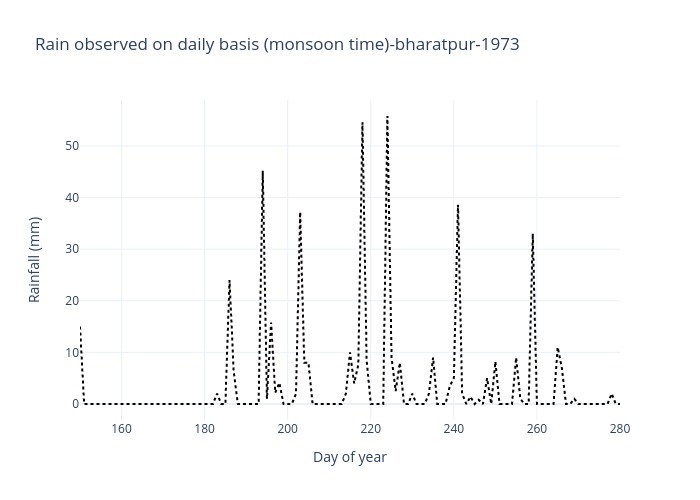 Rain observed on daily basis (monsoon time)-bharatpur-1973
50
40
30
20
10
0
Rainfall (mm)
160 180 200 220 240 260 280
Day of year